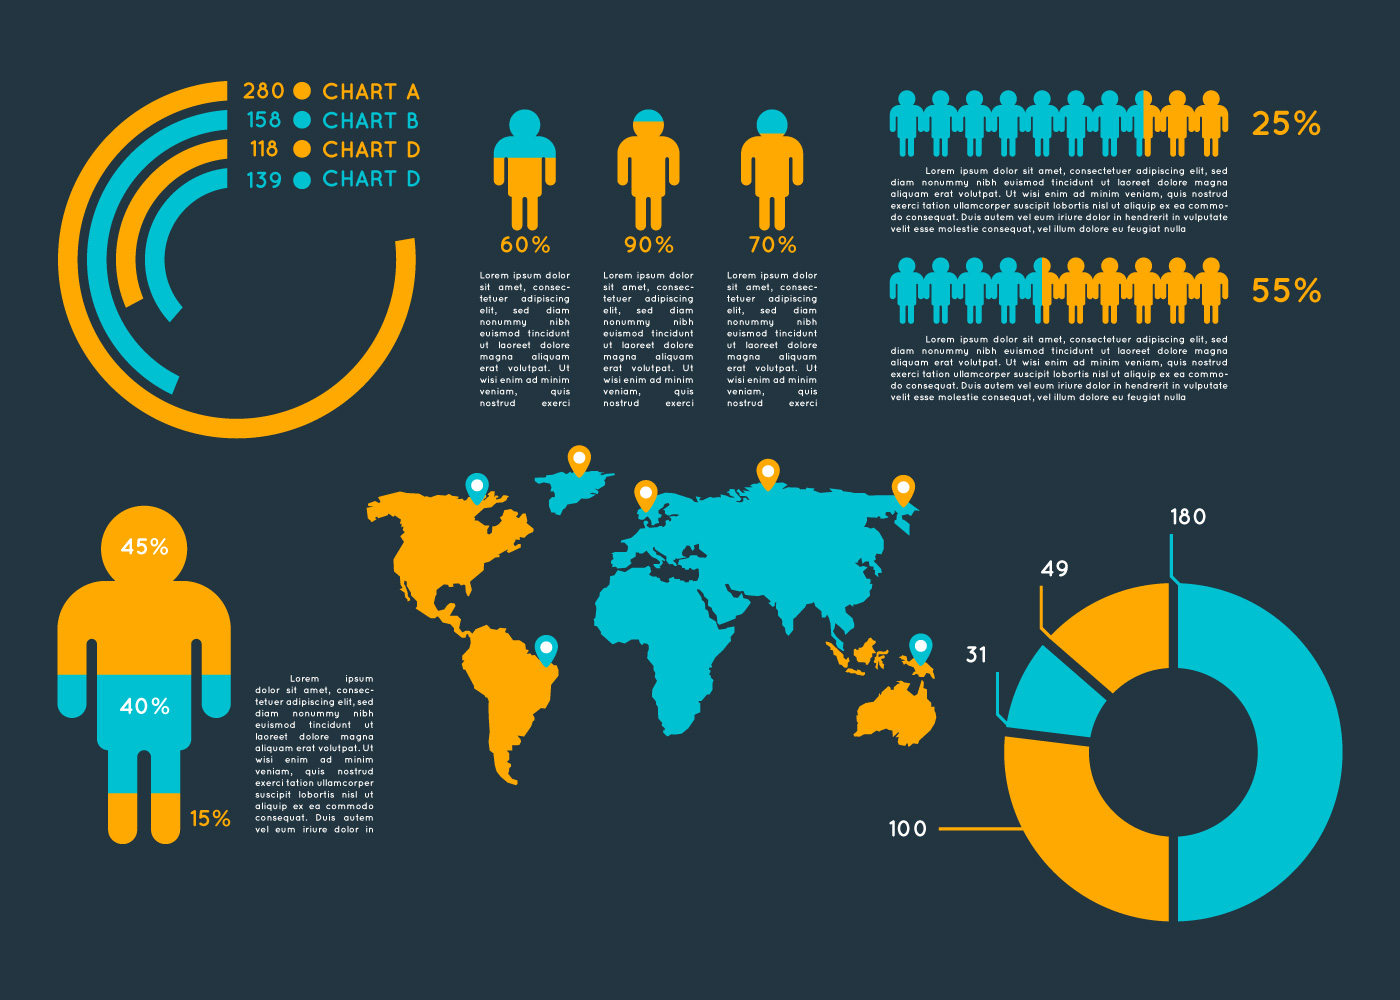 280 CHART A
158 CHART B
118 CHART D
139 CHART D
60%
Lorem ipsum dolor
sit amet, consec-
tetuer adipiscing
elit, sed diam
nonummy nibh
euismod tincidunt
ut laoreet dolore
magna aliquam
erat volutpat. Ut
wisi enim ad minim
veniam, quis
nostrud exerci
90%
Lorem ipsum dolor
sit amet, consec-
tetuer adipiscing
elit, sed diam
nonummy nibh
euismod tincidunt
ut laoreet dolore
magna aliquam
erat volutpat. Ut
wisi enim ad minim
veniam, quis
nostrud exerci
70%
Lorem ipsum dolor
sit amet, consec-
tetuer adipiscing
elit, sed diam
nonummy nibh
euismod tincidunt
ut laoreet dolore
magna aliquam
erat volutpat. Ut
wisi enim ad minim
veniam, quis
nostrud exerci
25%
Lorem ipsum dolor sit amet, consectetuer adipiscing elit, sed
diam nonummy nibh euismod tincidunt ut laoreet dolore magna
aliquam erat volutpat. Ut wisi enim ad minim veniam, quis nostrud
exerci tation ullamcorper suscipit lobortis nisl ut aliquip ex ea commo-
do consequat. Duis autem vel eum iriure dolor in hendrerit in vulputate
velit esse molestie consequat, vel illum dolore eu feugiat nulla
55%
Lorem ipsum dolor sit amet, consectetuer adipiscing elit, sed
diam nonummy nibh euismod tincidunt ut laoreet dolore magna
aliquam erat volutpat. Ut wisi enim ad minim veniam, quis nostrud
exerci tation ullamcorper suscipit lobortis nisl ut aliquip ex ea commo-
do consequat. Duis autem vel eum iriure dolor in hendrerit in vulputate
velit esse molestie consequat, vel illum dolore eu feugiat nulla
45%
40%
15%
Lorem ipsum
dolor sit amet, consec-
tetuer adipiscing elit, sed
diam nonummy nibh
euismod tincidunt ut
laoreet dolore magna
aliquam erat volutpat. Ut
wisi enim ad minim
veniam, quis nostrud
exerci tation ullamcorper
suscipit lobortis nisl ut
aliquip ex ea commodo
consequat. Duis autem
vel eum iriure dolor in
180
49
31
100